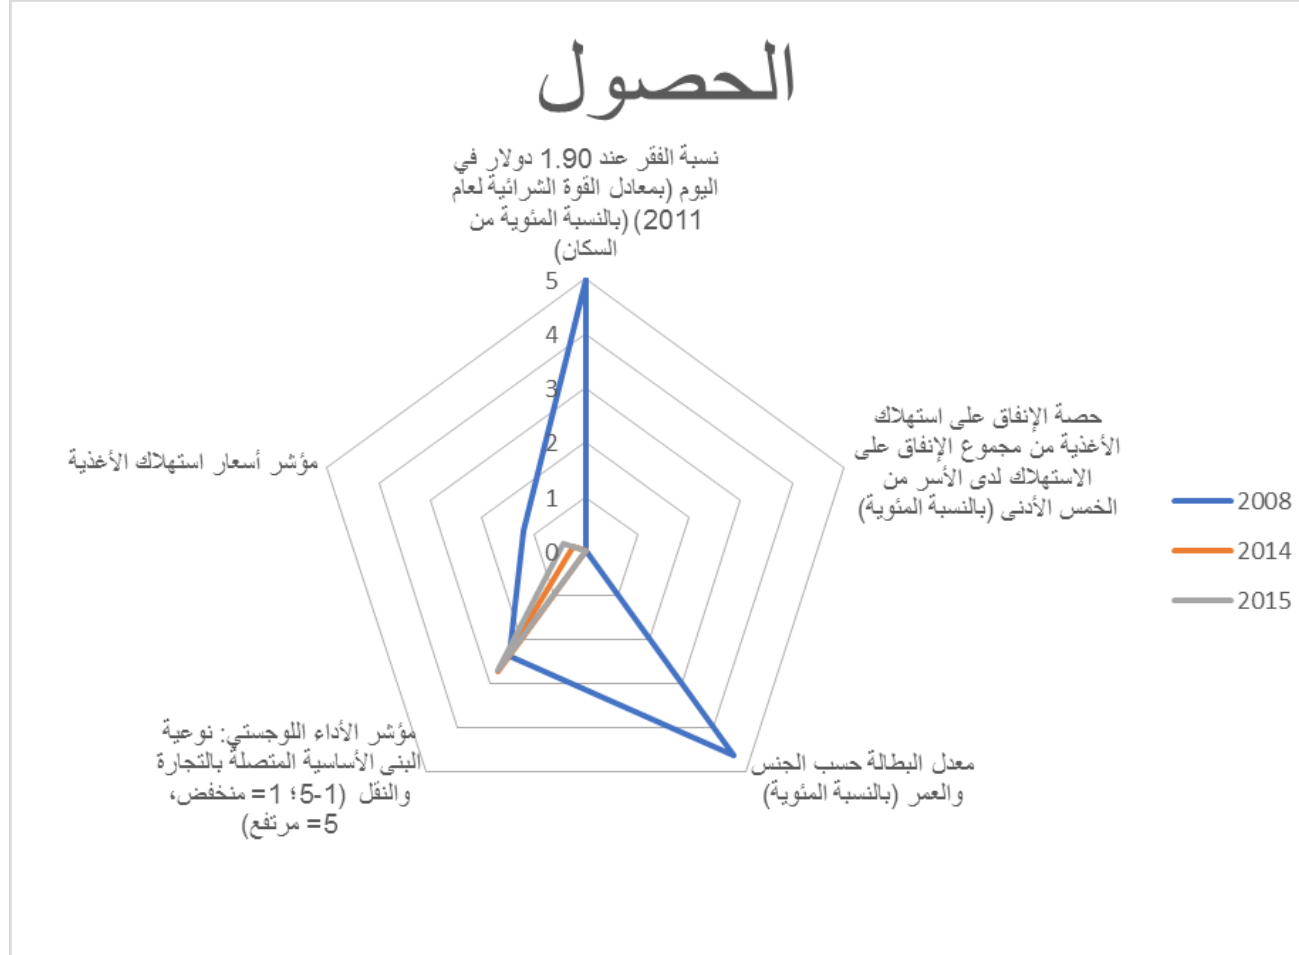 الحصول
نسبة الفقر عند 1.90 دولار في
اليوم (بمعادل القوة الشرائية لعام
2011) (بالنسبة المئوية من
السكان)
5
4
3
2
1
0
حصة الإنفاق على استهلاك
الأغذية من مجموع الإنفاق على
الاستهلاك لدى الأسر من
الخمس الأدنى (بالنسبة المئوية)
مؤشر أسعار استهلاك الأغذية
2008
2014
2015
معدل البطالة حسب الجنس
والعمر (بالنسبة المئوية)
مؤشر الأداء اللوجستي: نوعية
البنى الأساسية المتصلة بالتجارة
والنقل (1-5؛ 1= منخفض،
5= مرتفع)